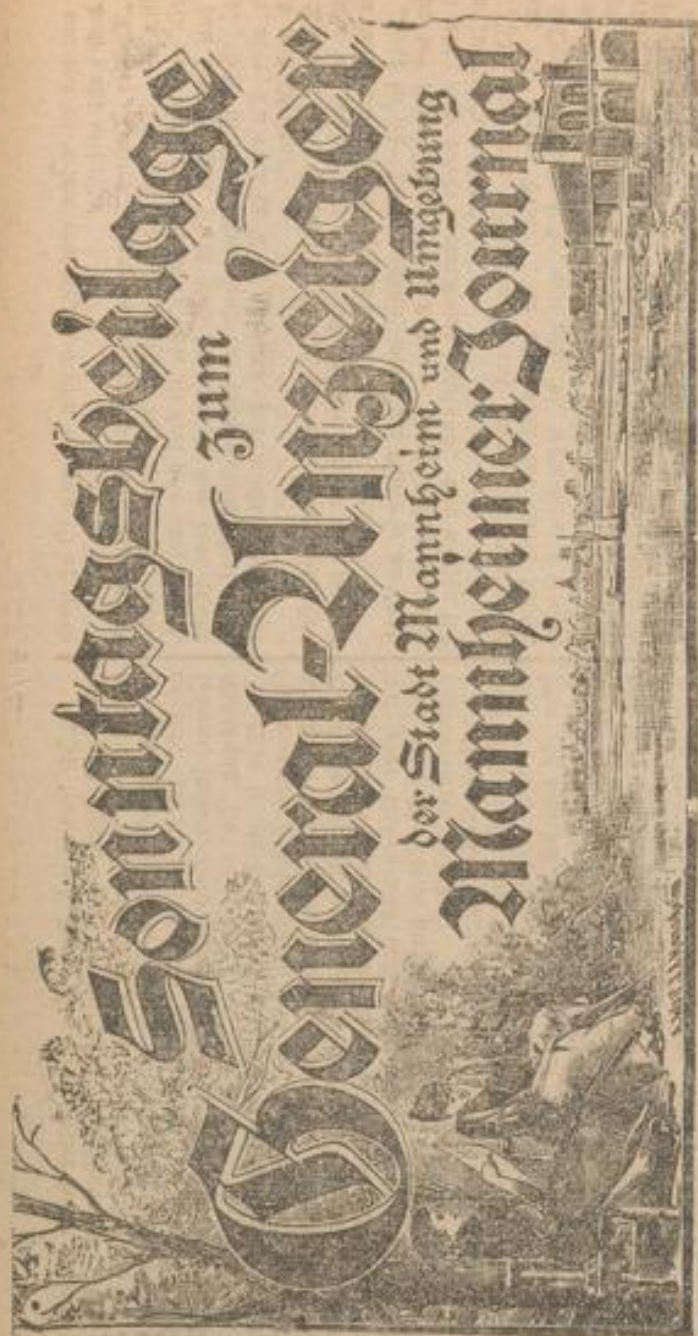 Sonntagsbeilage
zum
General-Anzeiger
der Stadt Mannheim und Umgebung
Mannheimer Journal